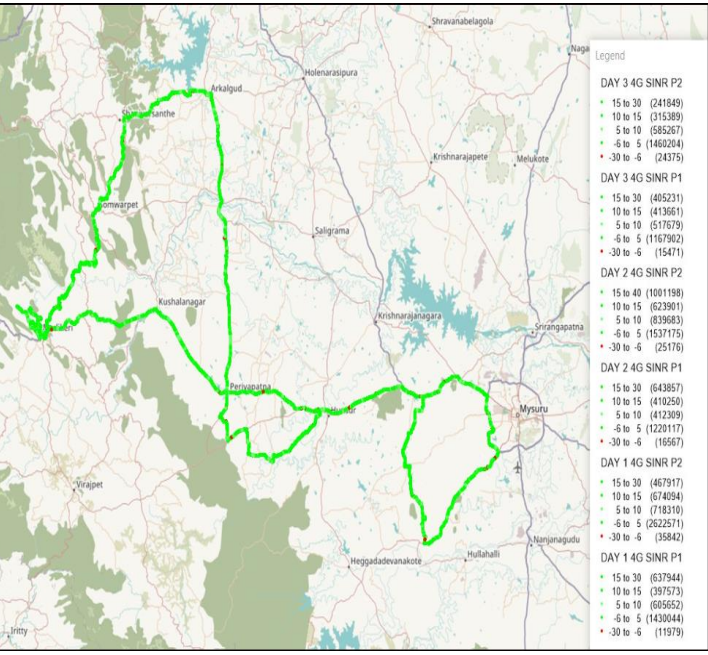 Shravanabelagola
Naga
Holenarasipura
Arkalgud
Krishnarajapete
Melukote
Somwarpet
Saligrama
Kushalanagar
Krishnarajanagara
Srirangapatna
Periyapatna
Mysuru
Virajpet
Nanjanagudu
Heggadadevanakote
Hullahalli
Iritty
Legend
DAY 3 4G SINR P2
15 to 30 (241849)
10 to 15 (315389)
5 to 10 (585267)
-6 to 5 (1460204)
-30 to -6 (24375)
DAY 3 4G SINR P1
15 to 30 (405231)
10 to 15 (413661)
5 to 10 (517679)
-6 to 5 (1167902)
-30 to -6 (15471)
DAY 2 4G SINR P2
15 to 40 (1001198)
10 to 15 (623901)
5 to 10 (839683)
-6 to 5 (1537175)
-30 to -6 (25176)
DAY 2 4G SINR P1
15 to 30 (643857)
10 to 15 (410250)
5 to 10 (412309)
-6 to 5 (1220117)
-30 to -6 (16567)
DAY 1 4G SINR P2
15 to 30 (467917)
10 to 15 (674094)
5 to 10 (718310)
-6 to 5 (2622571)
-30 to -6 (35842)
DAY 1 4G SINR P1
15 to 30 (637944)
10 to 15 (397573)
5 to 10 (605652)
-6 to 5 (1430044)
-30 to -6 (11979)